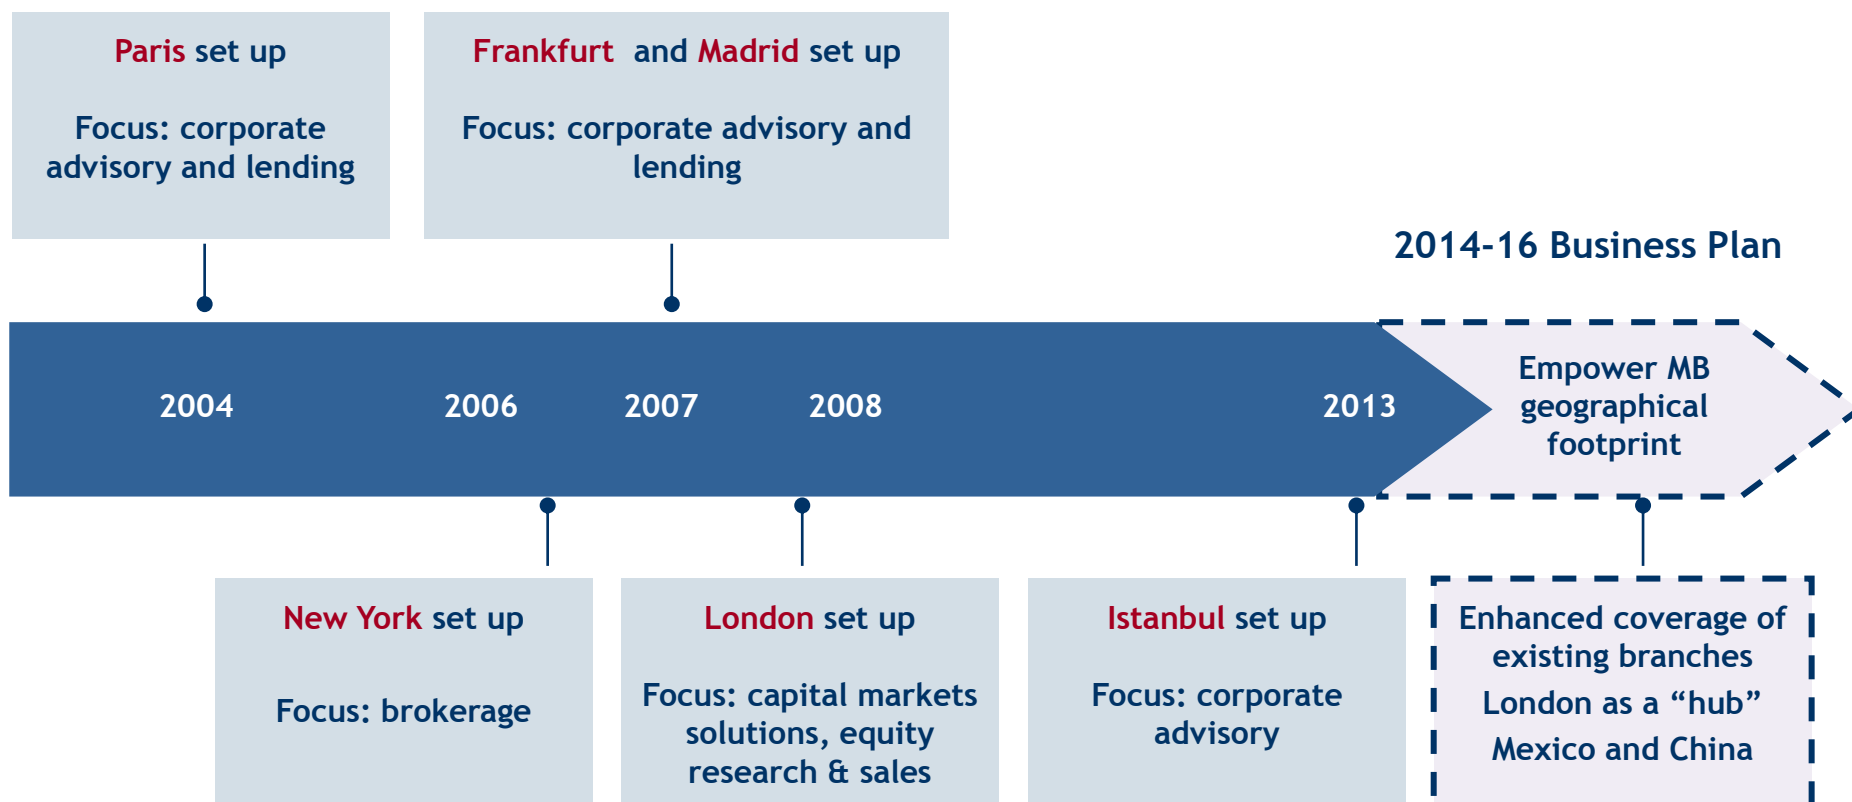 Paris set up
Focus: corporate
advisory and lending
Frankfurt and Madrid set up
Focus: corporate advisory and
lending
2014-16 Business Plan
2004
2006
2007
2008
2013
Empower MB
geographical
footprint
New York set up
Focus: brokerage
London set up
Focus: capital markets
solutions, equity
research & sales
Istanbul set up
Focus: corporate
advisory
Enhanced coverage of
existing branches
London as a “hub”
Mexico and China